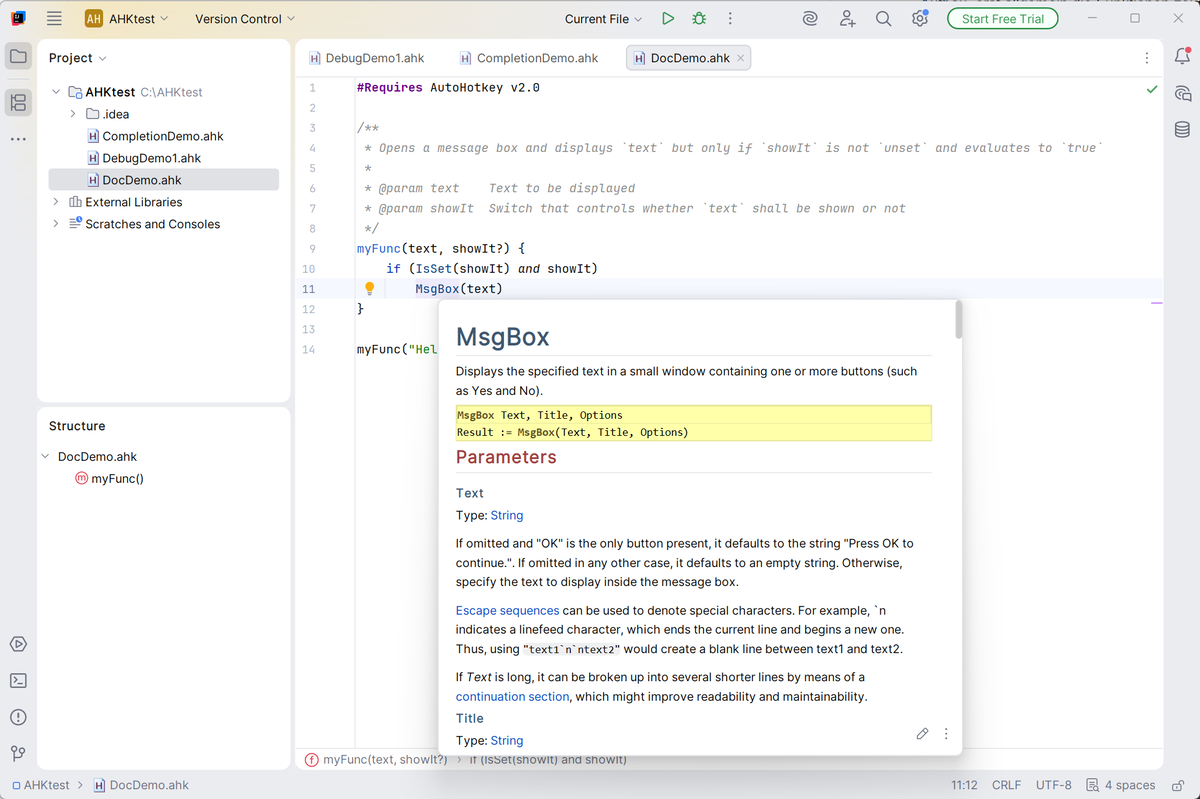 AH AHKtest Version Control Current File Start Free Trial
Project
AHKtest C:\AHKtest
.idea
CompletionDemo.ahk
DebugDemo1.ahk
DocDemo.ahk
External Libraries
Scratches and Consoles
Structure
DocDemo.ahk
myFunc()
DebugDemo1.ahk CompletionDemo.ahk DocDemo.ahk
1 #Requires AutoHotkey v2.0
2
3 /**
4 * Opens a message box and displays `text` but only if `showIt` is not `unset` and evaluates to `true`
5 *
6 * @param text    Text to be displayed
7 * @param showIt  Switch that controls whether `text` shall be shown or not
8 */
9 myFunc(text, showIt?) {
10     if (IsSet(showIt) and showIt)
11         MsgBox(text)
12 }
13
14 myFunc("Hel
MsgBox
Displays the specified text in a small window containing one or more buttons (such
as Yes and No).
MsgBox Text, Title, Options
Result := MsgBox(Text, Title, Options)
Parameters
Text
Type: String
If omitted and "OK" is the only button present, it defaults to the string "Press OK to
continue.". If omitted in any other case, it defaults to an empty string. Otherwise,
specify the text to display inside the message box.
Escape sequences can be used to denote special characters. For example, `n
indicates a linefeed character, which ends the current line and begins a new one.
Thus, using "text1`n`ntext2" would create a blank line between text1 and text2.
If Text is long, it can be broken up into several shorter lines by means of a
continuation section, which might improve readability and maintainability.
Title
Type: String
myFunc(text, showIt?) › if (IsSet(showIt) and showIt)
AHKtest > DocDemo.ahk 11:12 CRLF UTF-8 4 spaces